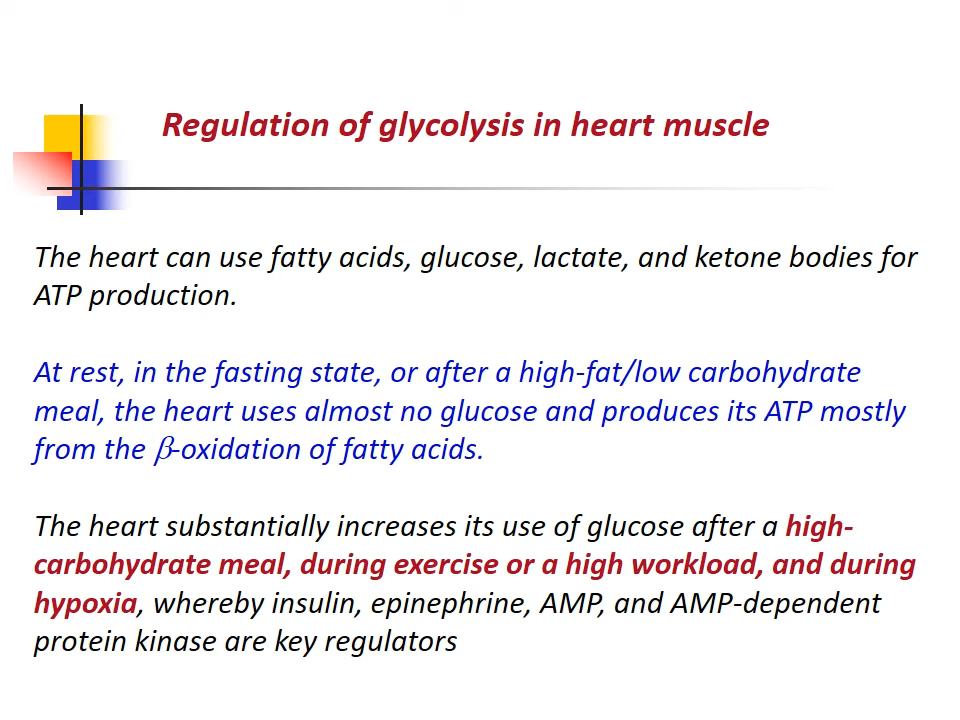 Regulation of glycolysis in heart muscle
The heart can use fatty acids, glucose, lactate, and ketone bodies for
ATP production.
At rest, in the fasting state, or after a high-fat/low carbohydrate
meal, the heart uses almost no glucose and produces its ATP mostly
from the β-oxidation of fatty acids.
The heart substantially increases its use of glucose after a high-
carbohydrate meal, during exercise or a high workload, and during
hypoxia, whereby insulin, epinephrine, AMP, and AMP-dependent
protein kinase are key regulators